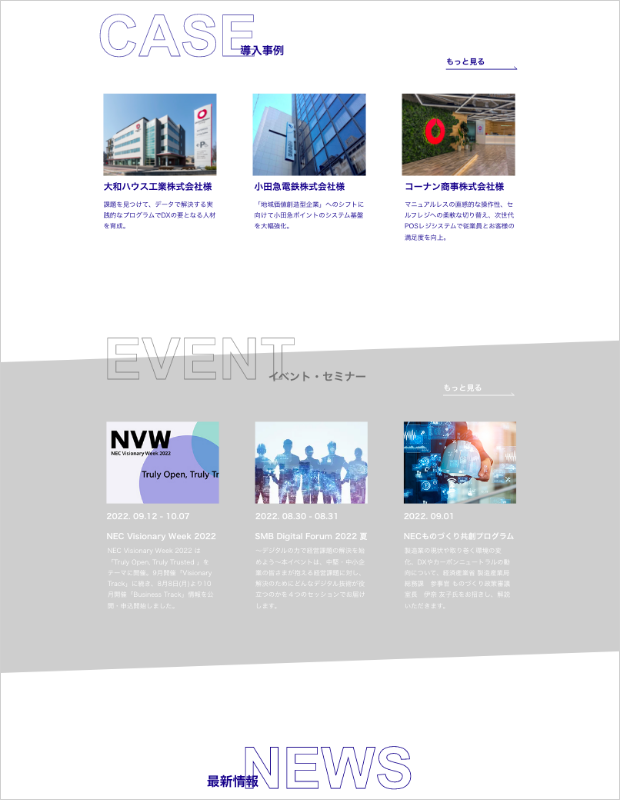 CASE
導入事例
もっと見る
大和ハウス工業株式会社様
課題を見つけて、データで解決する実
践的なプログラムでDXの要となる人材
を育成。
小田急電鉄株式会社様
「地域価値創造型企業」へのシフトに
向けて小田急ポイントのシステム基盤
を大幅強化。
コーナン商事株式会社様
マニュアルレスの直感的な操作性、セ
ルフレジへの柔軟な切り替え、次世代
POSレジシステムで従業員とお客様の
満足度を向上。
EVENT
イベント・セミナー
もっと見る
NVW
NEC Visionary Week 2022
Truly Open, Truly Tr
2022. 09.12 - 10.07
NEC Visionary Week 2022
NEC Visionary Week 2022 は
「Truly Open, Truly Trusted 」を
テーマに開催。9月開催「Visionary
Track」に続き、9月5日(月)より10
月開催「Business Track」情報を公
開・申込開始しました。
2022. 08.30 - 08.31
SMB Digital Forum 2022 夏
～デジタルの力で経営課題の解決を始
めよう～本イベントは、中堅・中小企
業の皆さまが抱える経営課題に対し、
解決のためにどんなデジタル技術が役
立つのかを４つのセッションでお届け
します。
2022. 09.01
NECものづくり共創プログラム
製造業の現状や取り巻く環境の変
化、DXやカーボンニュートラルの動
向について、経済産業省 製造産業局
総務課
ものづくり政策審議
室長
をお招きし、解説
いただきます。
NEWS
最新情報